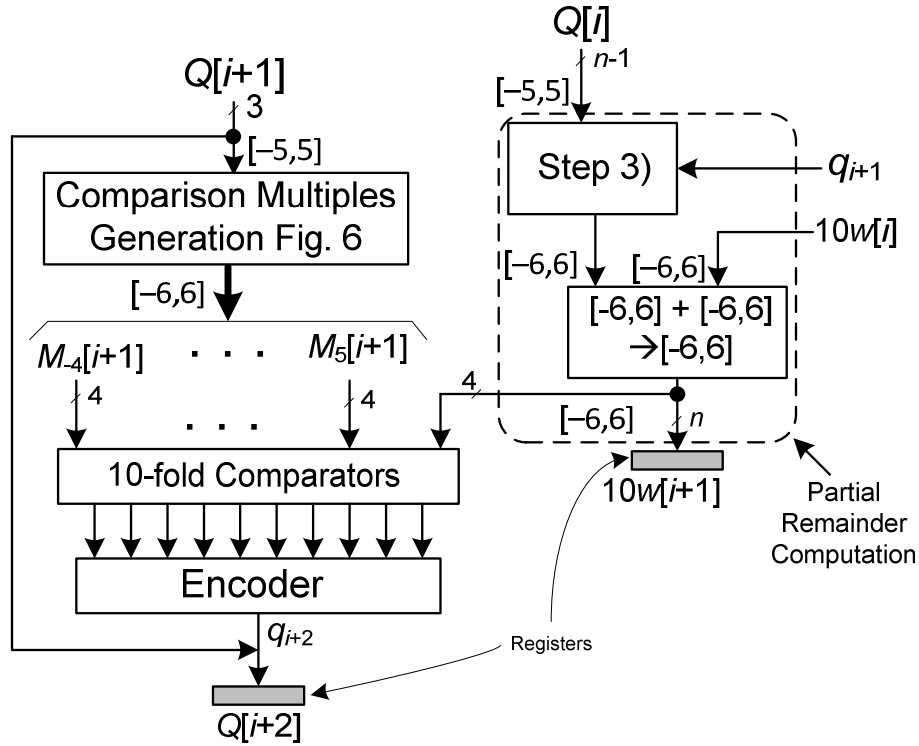 Q[i]
n-1
[–5,5]
Q[i+1]
3
[–5,5]
Comparison Multiples
Generation Fig. 6
[–6,6]
M-4[i+1]
. . .
M5[i+1]
4
4
4
. . .
10-fold Comparators
Encoder
qi+2
Q[i+2]
Step 3)
qi+1
10w[i]
[–6,6]
[–6,6]
[-6,6] + [-6,6]
→[-6,6]
[–6,6]
n
10w[i+1]
Partial
Remainder
Computation
Registers